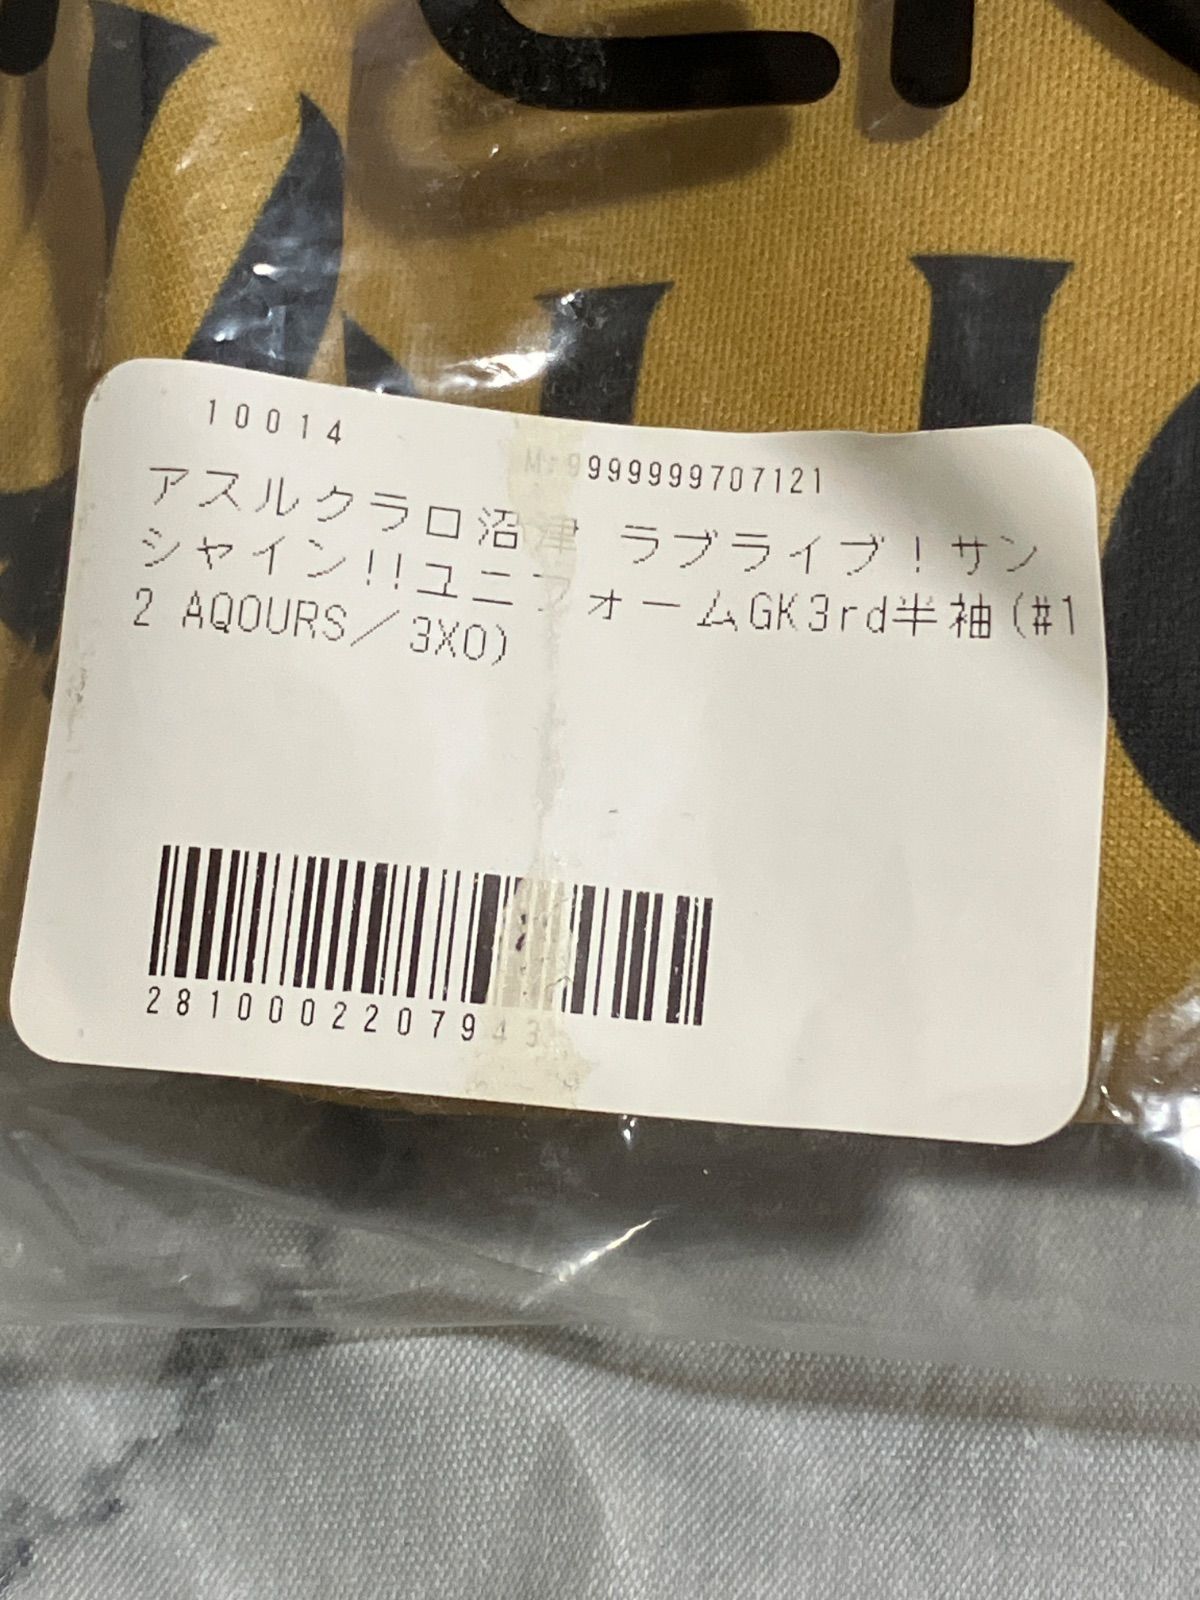 10014
M:9999999707121
アスルクラロ沼津 ラブライブ！サン
シャイン!!ユニフォームGK3rd半袖(#1
2 AQOURS／3XO)
2810002207943